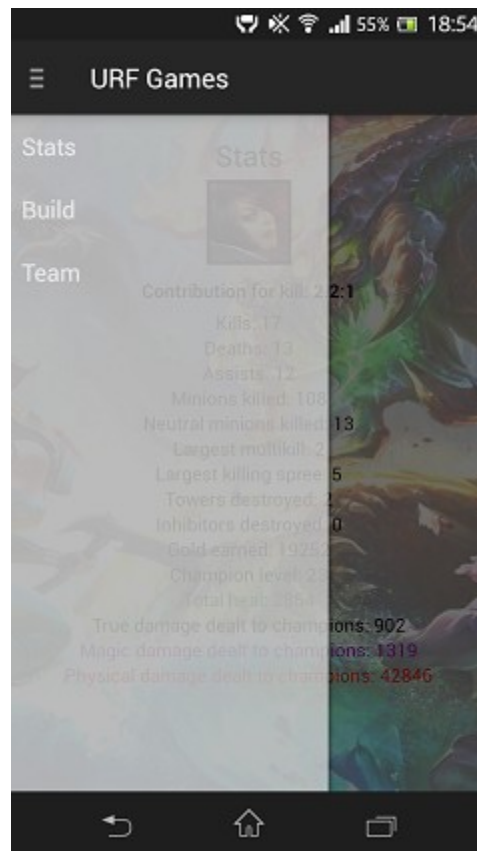 55% 18:54
URF Games
Stats
Build
Team
Stats
Contribution for kill: 2.2:1
Kills: 17
Deaths: 13
Assists: 12
Minions killed: 108
Neutral minions killed: 13
Largest multikill: 2
Largest killing spree: 5
Towers destroyed: 2
Inhibitors destroyed: 0
Gold earned: 19252
Champion level: 23
Total heal:
True damage dealt to champions: 902
Magic damage dealt to champions: 1319
Physical damage dealt to champions: 42846